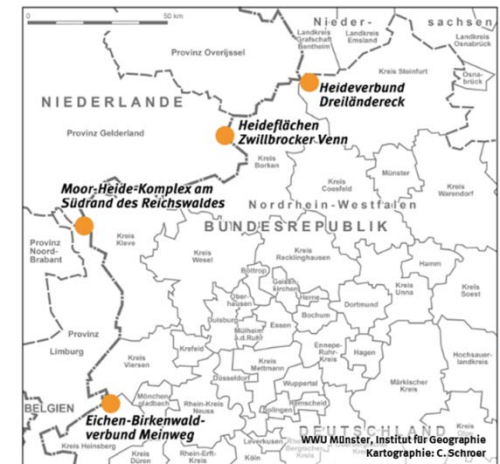 0
50 km
Nieder-
sachsen
Landkreis
Grafschaft
Bentheim
Landkreis
Emsland
Landkreis
Osnabrück
Provinz Overijssel
Kreis Steinfurt
Osna-
brück
Heideverbund
Dreiländereck
NIEDERLANDE
Heideflächen
Zwillbrocker Venn
Provinz Gelderland
Kreis
Borken
Münster
Kreis
Coesfeld
Kreis
Warendorf
Moor-Heide-Komplex am
Südrand des Reichswaldes
Nordrhein-Westfalen
BUNDESREPUBLIK
Provinz
Noord-
Brabant
Kreis
Kleve
Kreis
Wesel
Kreis
Recklinghausen
Hamm
Bottrop
Gelsen-
kirchen
Kreis
Unna
Kreis
Soest
Ober-
hausen
Herne
Dortmund
Bochum
Duisburg
Essen
Mülheim
a.d.Ruhr
Provinz
Limburg
Krefeld
Ennepe-
Ruhr-
Kreis
Hagen
Hochsauer-
landkreis
Kreis
Viersen
Kreis
Mettmann
Düsseldorf
Wuppertal
Märkischer
Kreis
Mönchen-
gladbach
Rhein-Kreis
Neuss
Solingen
Remscheid
BELGIEN
Eichen-Birkenwald-
verbund Meinweg
DEUTSCHLAND
Kreis Heinsberg
Leverkusen
WWU Münster, Institut für Geographie
Kartographie: C. Schroer
Kreis
Düren
Rhein-Erft-
Kreis
Köln